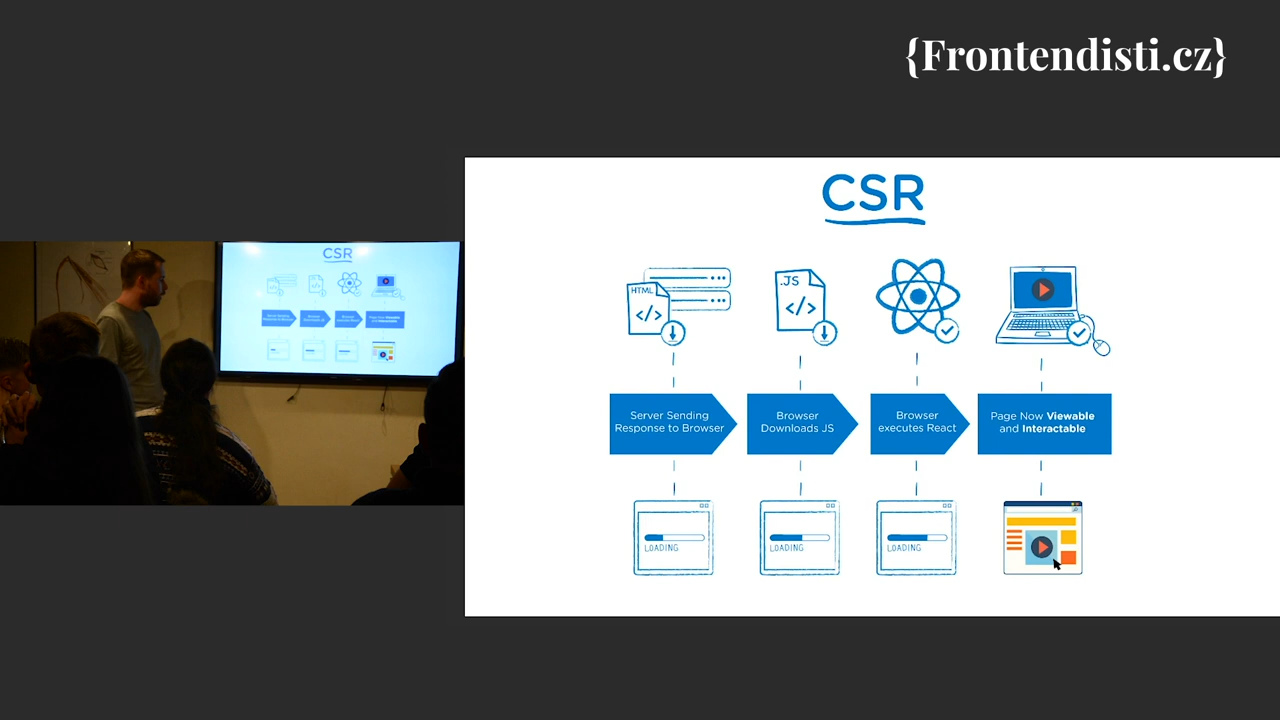 {Frontendisti.cz}
CSR
HTML
</>
.JS
</>
Server Sending
Response to Browser
Browser
Downloads JS
Browser
executes React
Page Now Viewable
and Interactable
LOADING
LOADING
LOADING
CSR